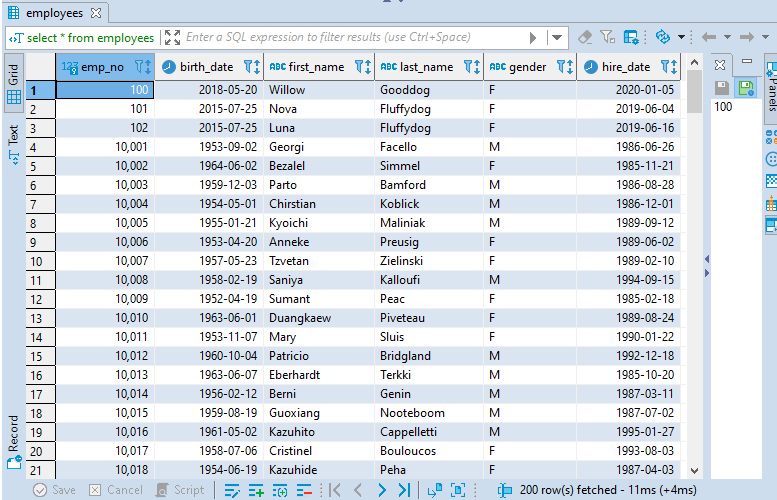 employees
select * from employees Enter a SQL expression to filter results (use Ctrl+Space)
Grid
Text
Record
Panels
123 emp_no birth_date ABC first_name ABC last_name ABC gender hire_date
1 100 2018-05-20 Willow Gooddog F 2020-01-05
2 101 2015-07-25 Nova Fluffydog F 2019-06-04
3 102 2015-07-25 Luna Fluffydog F 2019-06-16
4 10,001 1953-09-02 Georgi Facello M 1986-06-26
5 10,002 1964-06-02 Bezalel Simmel F 1985-11-21
6 10,003 1959-12-03 Parto Bamford M 1986-08-28
7 10,004 1954-05-01 Chirstian Koblick M 1986-12-01
8 10,005 1955-01-21 Kyoichi Maliniak M 1989-09-12
9 10,006 1953-04-20 Anneke Preusig F 1989-06-02
10 10,007 1957-05-23 Tzvetan Zielinski F 1989-02-10
11 10,008 1958-02-19 Saniya Kalloufi M 1994-09-15
12 10,009 1952-04-19 Sumant Peac F 1985-02-18
13 10,010 1963-06-01 Duangkaew Piveteau F 1989-08-24
14 10,011 1953-11-07 Mary Sluis F 1990-01-22
15 10,012 1960-10-04 Patricio Bridgland M 1992-12-18
16 10,013 1963-06-07 Eberhardt Terkki M 1985-10-20
17 10,014 1956-02-12 Berni Genin M 1987-03-11
18 10,015 1959-08-19 Guoxiang Nooteboom M 1987-07-02
19 10,016 1961-05-02 Kazuhito Cappelletti M 1995-01-27
20 10,017 1958-07-06 Cristinel Bouloucos F 1993-08-03
21 10,018 1954-06-19 Kazuhide Peha F 1987-04-03
100
Save Cancel Script 200 row(s) fetched - 11ms (+4ms)